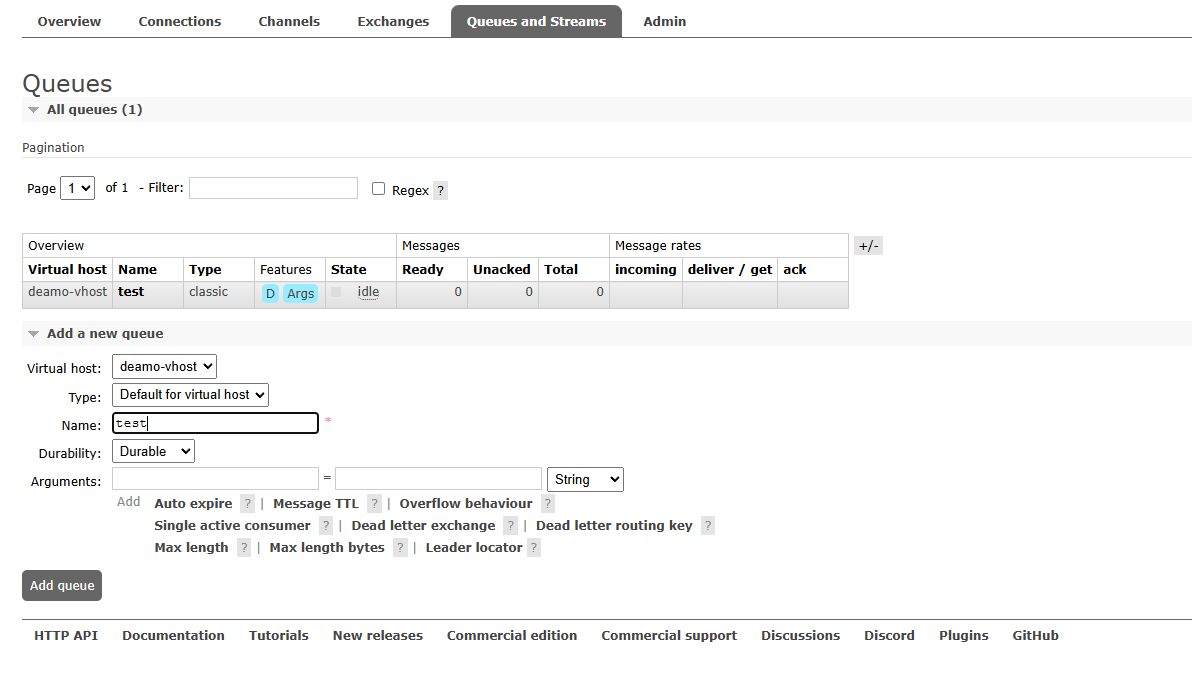 Overview Connections Channels Exchanges Queues and Streams Admin
Queues
All queues (1)
Pagination
Page 1 of 1 - Filter: Regex ?
Overview Messages Message rates +/-
Virtual host Name Type Features State Ready Unacked Total incoming deliver / get ack
deamo-vhost test classic D Args idle 0 0 0
Add a new queue
Virtual host: deamo-vhost
Type: Default for virtual host
Name: test *
Durability: Durable
Arguments: = String
Add Auto expire ? | Message TTL ? | Overflow behaviour ?
Single active consumer ? | Dead letter exchange ? | Dead letter routing key ?
Max length ? | Max length bytes ? | Leader locator ?
Add queue
HTTP API Documentation Tutorials New releases Commercial edition Commercial support Discussions Discord Plugins GitHub